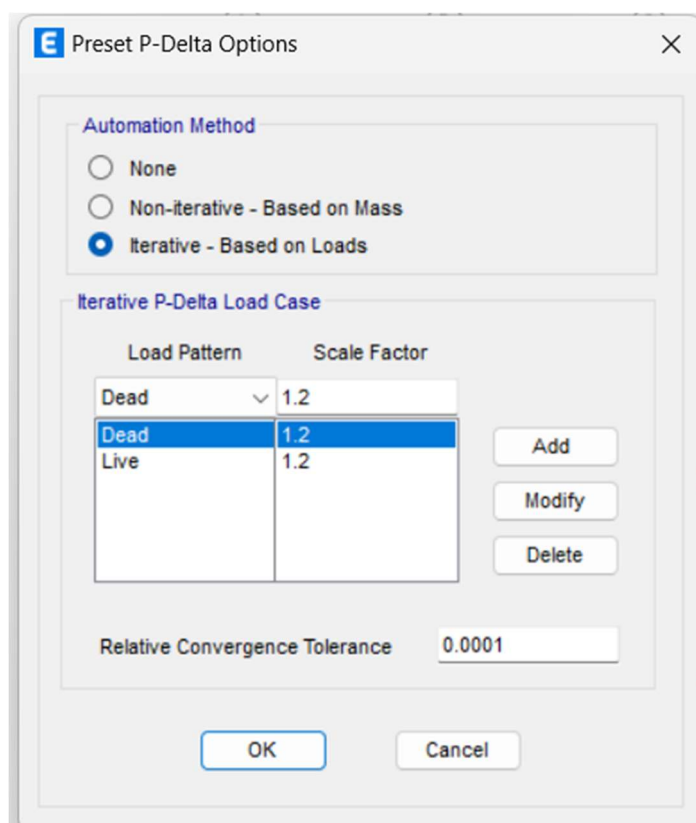 E Preset P-Delta Options
Automation Method
None
Non-iterative - Based on Mass
Iterative - Based on Loads
Iterative P-Delta Load Case
Load Pattern Scale Factor
Dead 1.2
Dead 1.2 Add
Live 1.2
Modify
Delete
Relative Convergence Tolerance 0.0001
OK Cancel